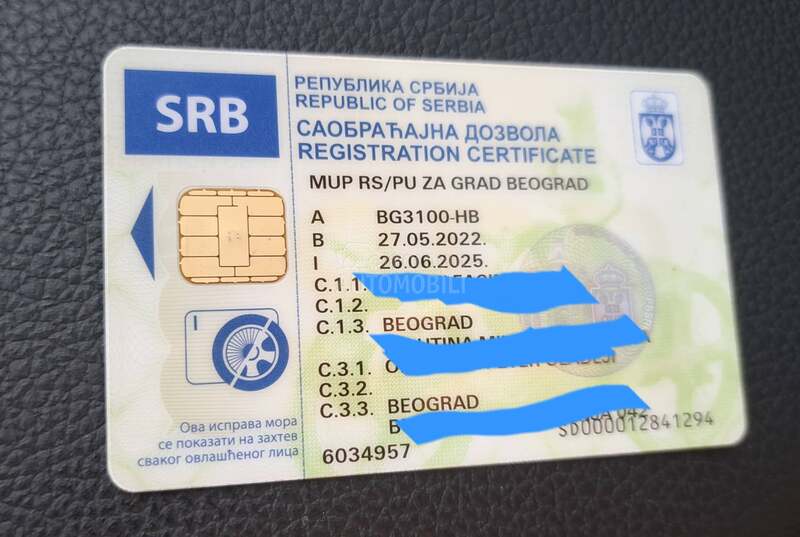 SRB
РЕПУБЛИКА СРБИЈА
REPUBLIC OF SERBIA
САОБРАЋАЈНА ДОЗВОЛА
REGISTRATION CERTIFICATE
MUP RS/PU ZA GRAD BEOGRAD
A BG3100-HB
B 27.05.2022.
I 26.06.2025.
C.1.1.
C.1.2.
C.1.3. BEOGRAD
C.3.1.
C.3.2.
C.3.3. BEOGRAD
042
SD000012841294
6034957
I
Ова исправа мора
се показати на захтев
сваког овлашћеног лица